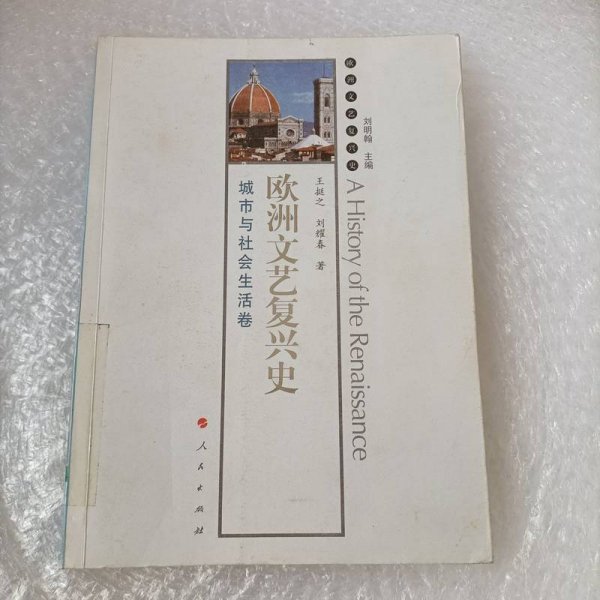 欧洲文艺复兴史
刘明翰 主编
A History of the Renaissance
王挺之 刘耀春 著
欧洲文艺复兴史
城市与社会生活卷
人民出版社